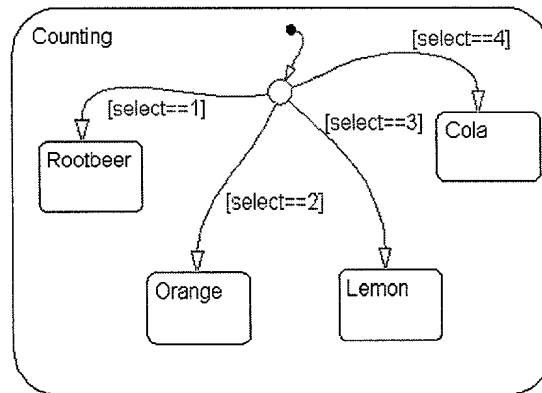 Counting
[select==4]
[select==1]
[select==3]
Cola
Rootbeer
[select==2]
Orange
Lemon